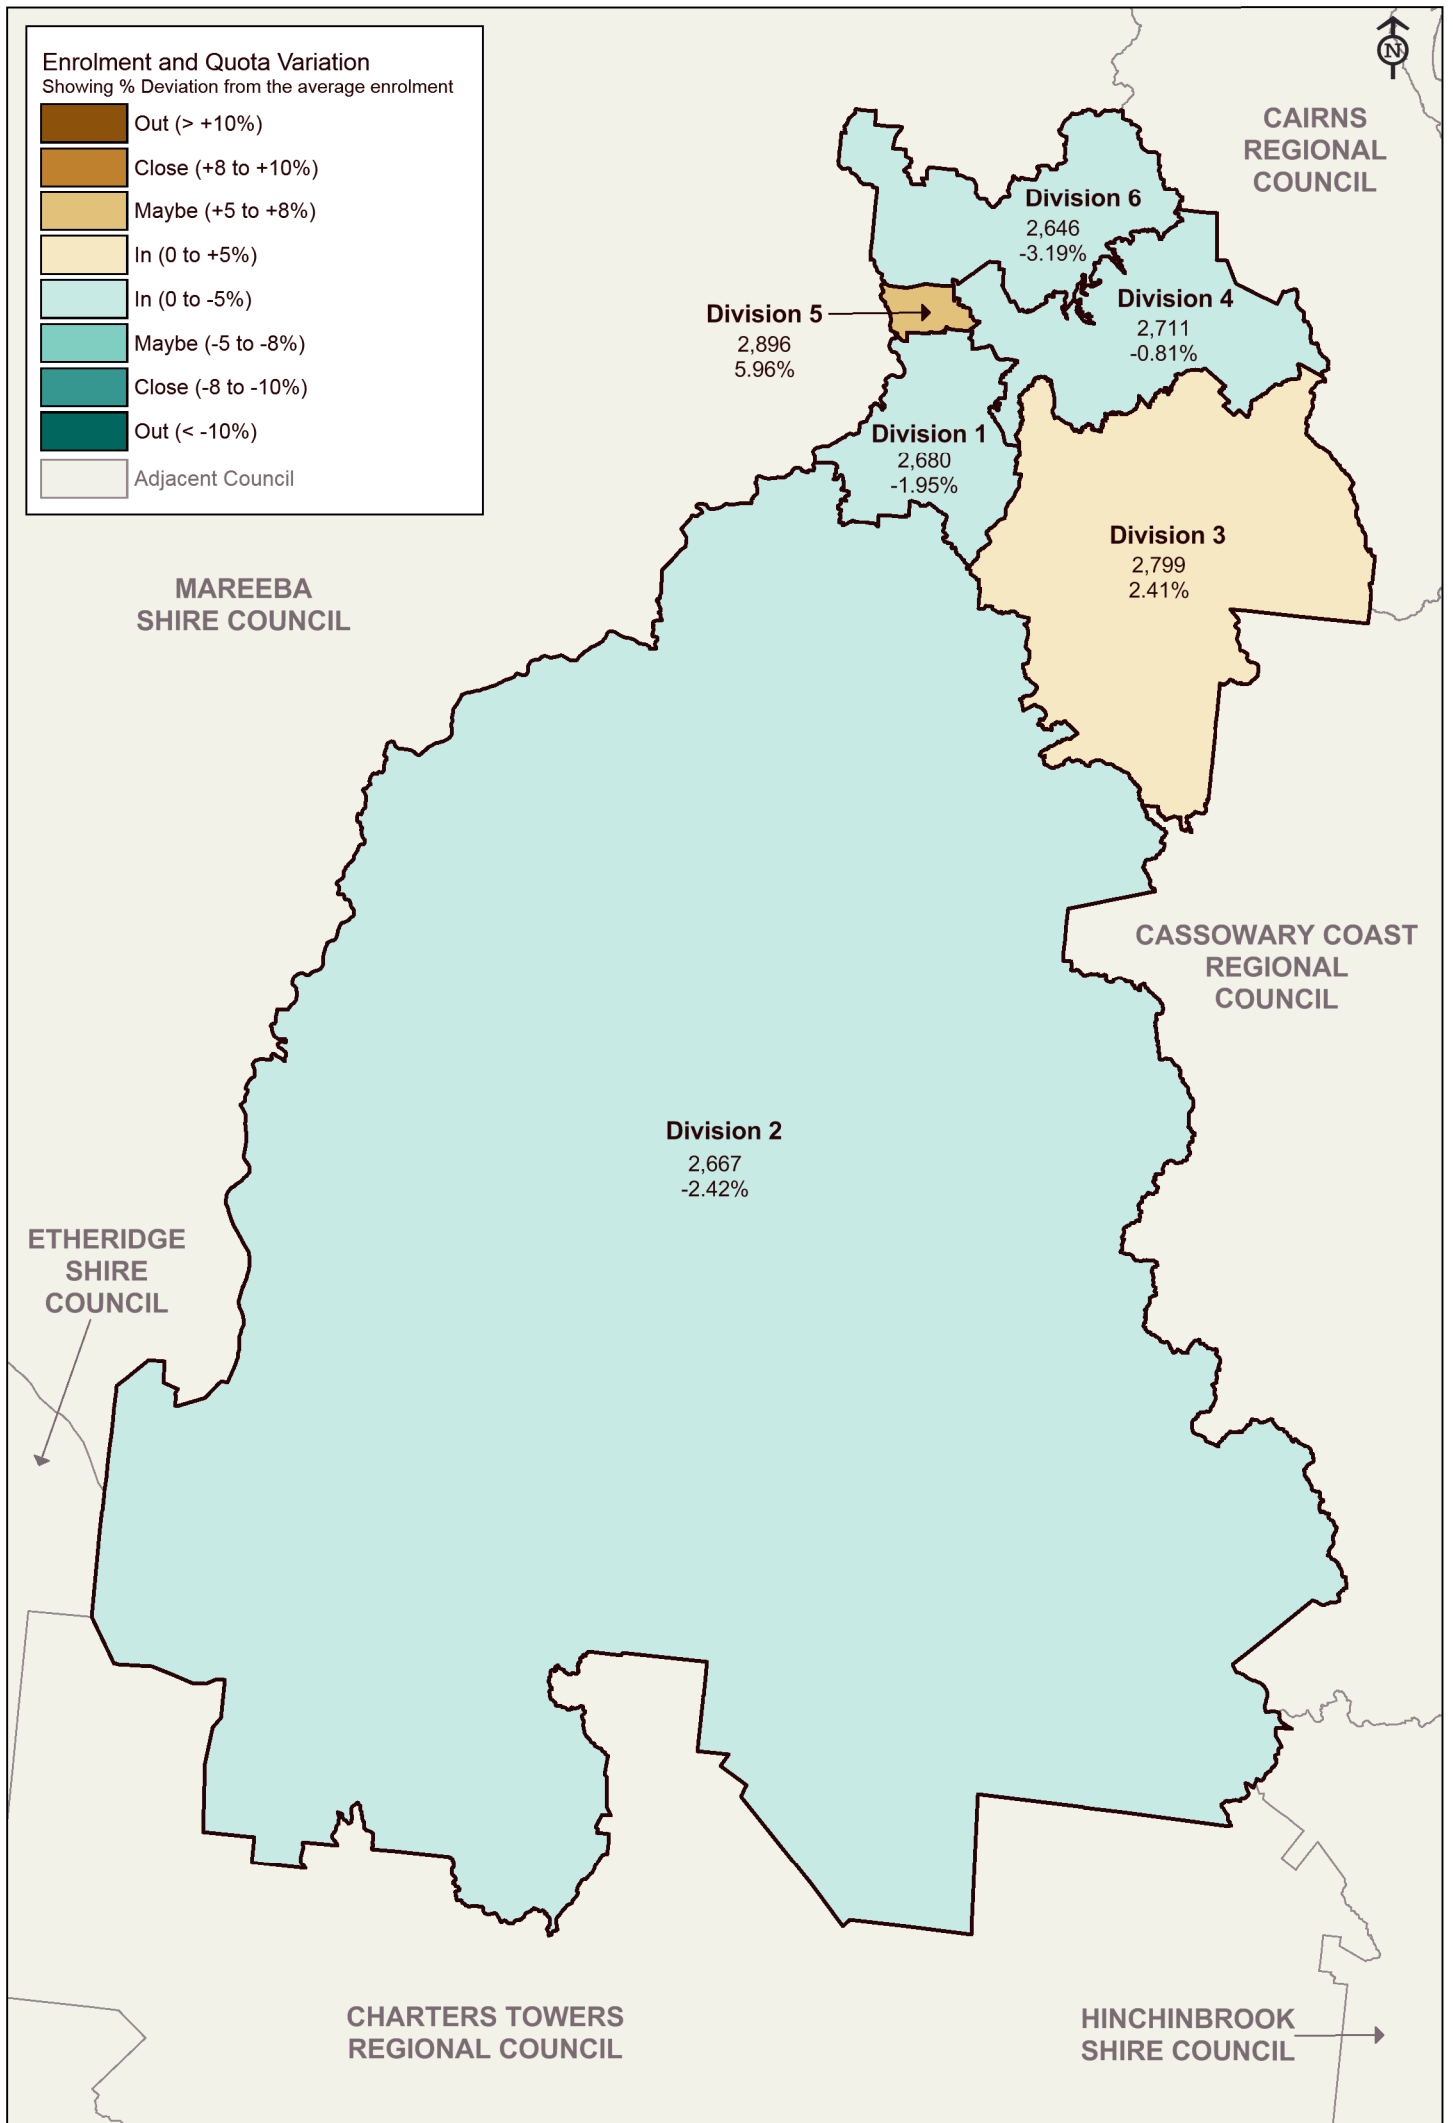 Enrolment and Quota Variation
Showing % Deviation from the average enrolment
Out (> +10%)
Close (+8 to +10%)
Maybe (+5 to +8%)
In (0 to +5%)
In (0 to -5%)
Maybe (-5 to -8%)
Close (-8 to -10%)
Out (< -10%)
Adjacent Council
N
CAIRNS
REGIONAL
COUNCIL
Division 6
2,646
-3.19%
Division 4
2,711
-0.81%
Division 5
2,896
5.96%
Division 1
2,680
-1.95%
Division 3
2,799
2.41%
MAREEBA
SHIRE COUNCIL
CASSOWARY COAST
REGIONAL
COUNCIL
Division 2
2,667
-2.42%
ETHERIDGE
SHIRE
COUNCIL
CHARTERS TOWERS
REGIONAL COUNCIL
HINCHINBROOK
SHIRE COUNCIL